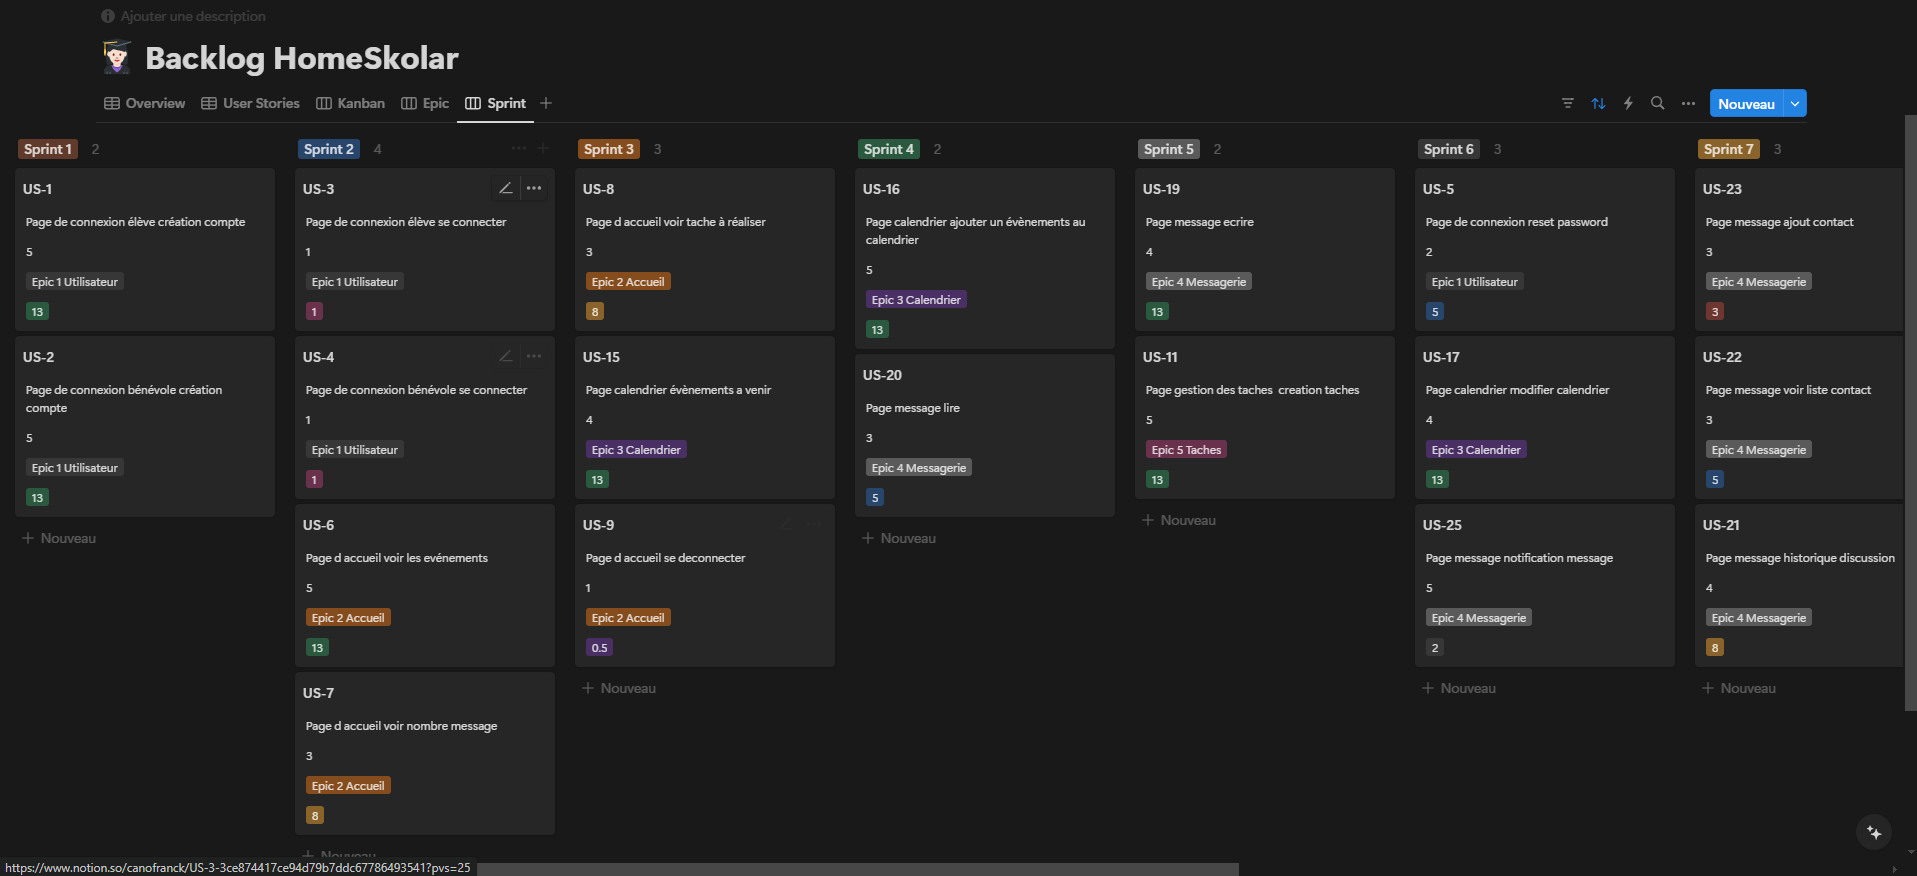 Ajouter une description
Backlog HomeSkolar
Overview
User Stories
Kanban
Epic
Sprint
Nouveau
Sprint 1 2
US-1
Page de connexion élève création compte
5
Epic 1 Utilisateur
13
US-2
Page de connexion bénévole création
compte
5
Epic 1 Utilisateur
13
Nouveau
Sprint 2 4
US-3
Page de connexion élève se connecter
1
Epic 1 Utilisateur
1
US-4
Page de connexion bénévole se connecter
1
Epic 1 Utilisateur
1
US-6
Page d accueil voir les evénements
5
Epic 2 Accueil
13
US-7
Page d accueil voir nombre message
3
Epic 2 Accueil
8
Nouveau
Sprint 3 3
US-8
Page d accueil voir tache à réaliser
3
Epic 2 Accueil
8
US-15
Page calendrier évènements a venir
4
Epic 3 Calendrier
13
US-9
Page d accueil se deconnecter
1
Epic 2 Accueil
0.5
Nouveau
Sprint 4 2
US-16
Page calendrier ajouter un évènements au
calendrier
5
Epic 3 Calendrier
13
US-20
Page message lire
3
Epic 4 Messagerie
5
Nouveau
Sprint 5 2
US-19
Page message ecrire
4
Epic 4 Messagerie
13
US-11
Page gestion des taches creation taches
5
Epic 5 Taches
13
Nouveau
Sprint 6 3
US-5
Page de connexion reset password
2
Epic 1 Utilisateur
5
US-17
Page calendrier modifier calendrier
4
Epic 3 Calendrier
13
US-25
Page message notification message
5
Epic 4 Messagerie
2
Nouveau
Sprint 7 3
US-23
Page message ajout contact
3
Epic 4 Messagerie
3
US-22
Page message voir liste contact
3
Epic 4 Messagerie
5
US-21
Page message historique discussion
4
Epic 4 Messagerie
8
Nouveau
https://www.notion.so/canofranck/US-3-3ce874417ce94d79b7ddc67786493541?pvs=25